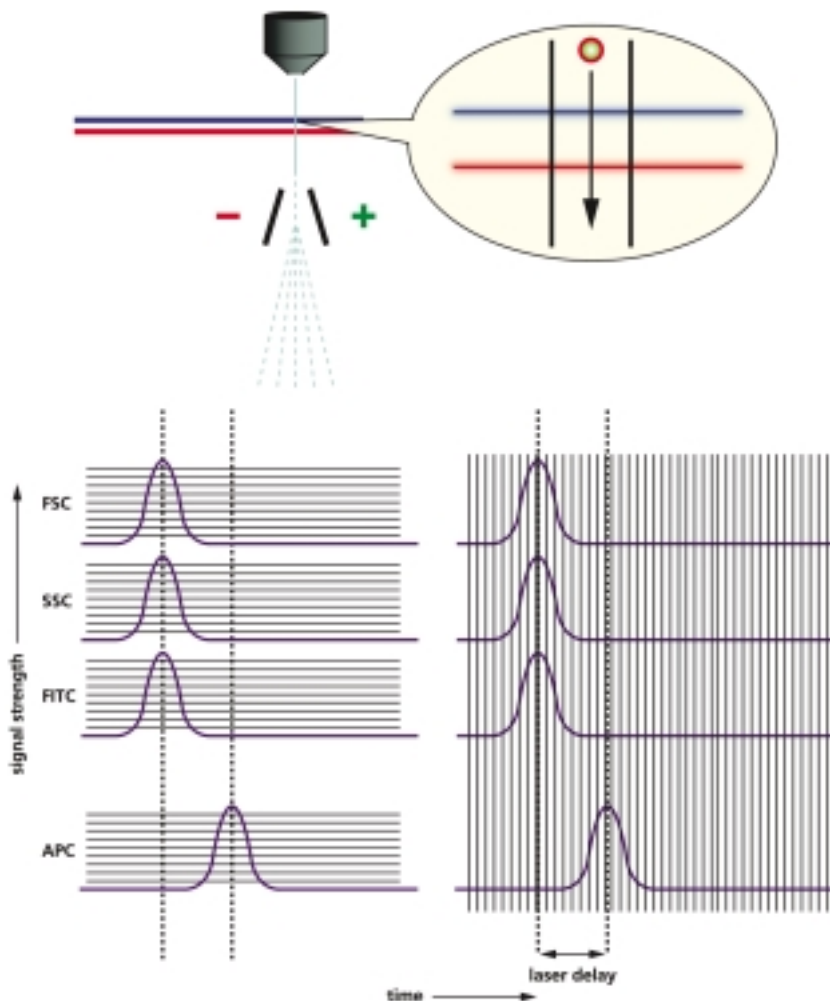 −
+
FSC
SSC
FITC
APC
signal strength
laser delay
time